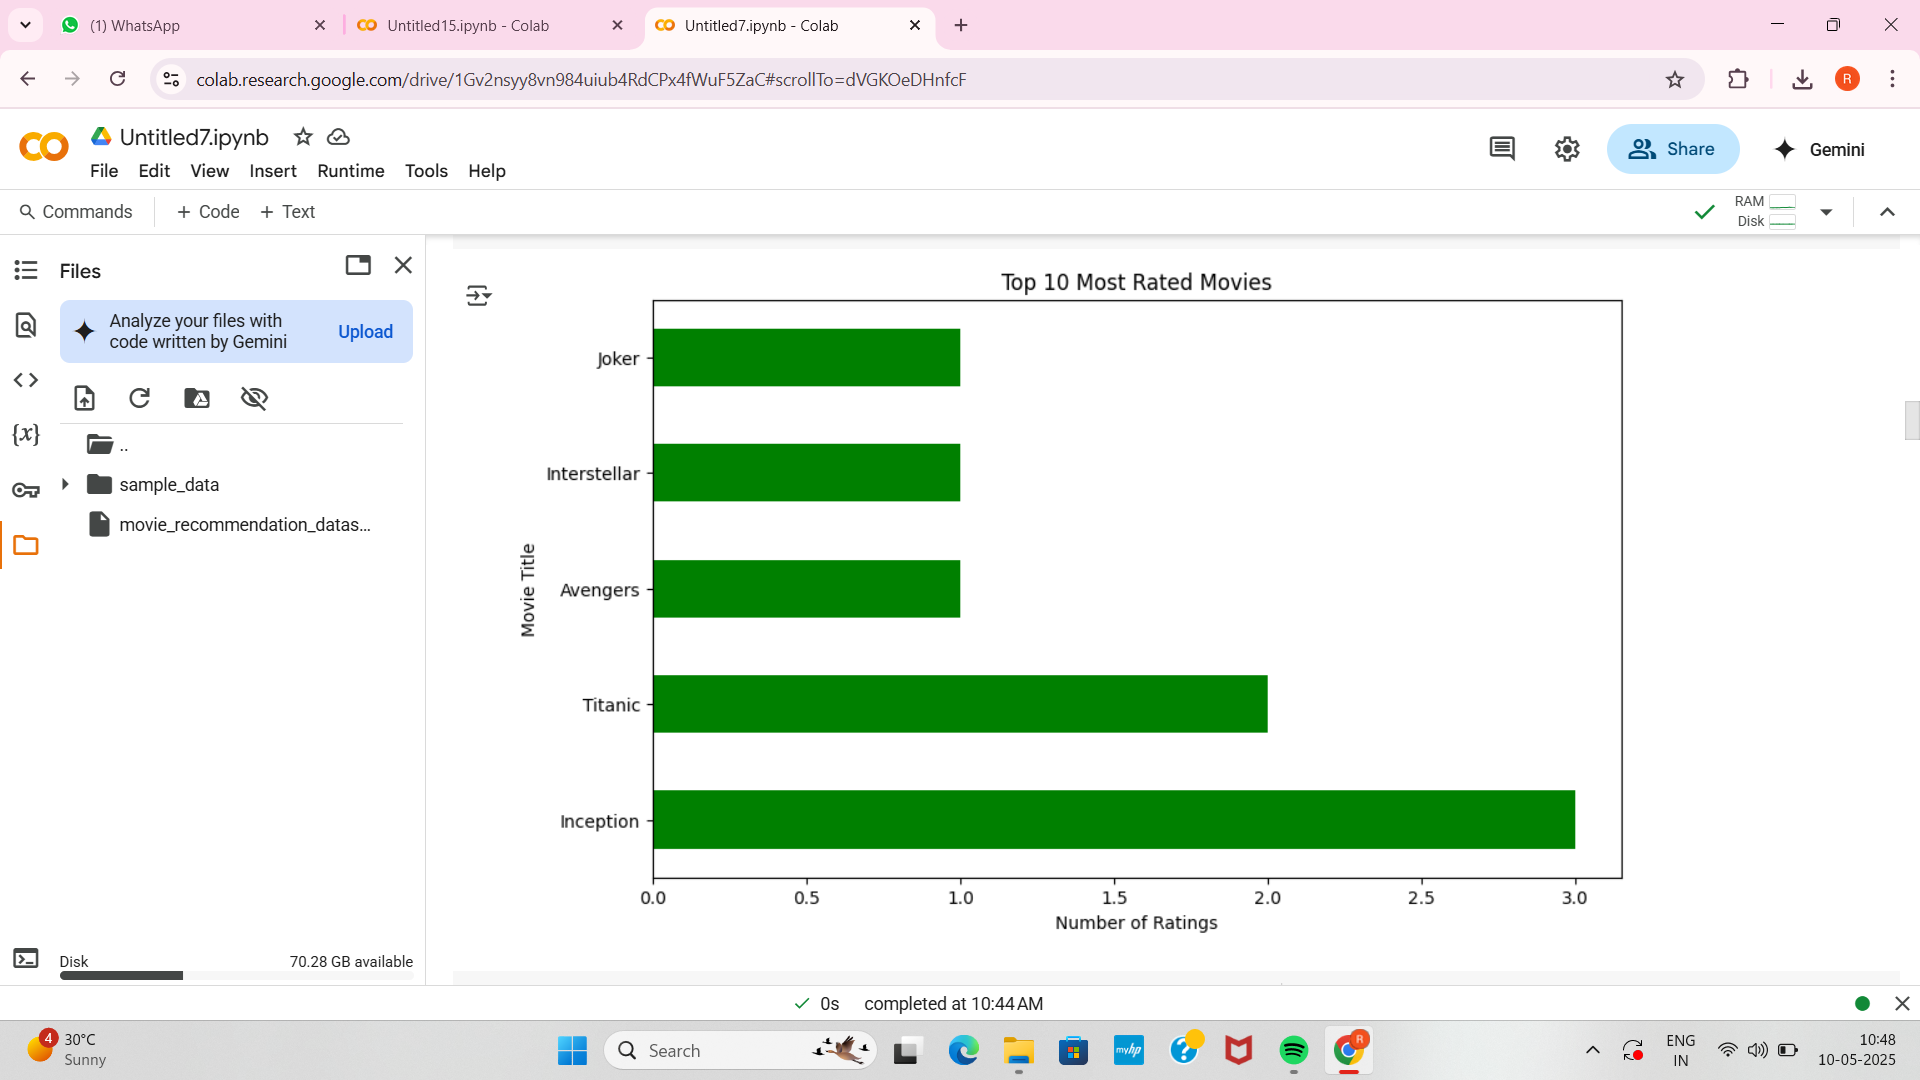 (1) WhatsApp
Untitled15.ipynb - Colab
Untitled7.ipynb - Colab
colab.research.google.com/drive/1Gv2nsyy8vn984uiub4RdCPx4fWuF5ZaC#scrollTo=dVGKOeDHnfcF
R
Untitled7.ipynb
File Edit View Insert Runtime Tools Help
Share
Gemini
Commands
+ Code + Text
RAM
Disk
Files
Analyze your files with
code written by Gemini
Upload
{x}
..
sample_data
movie_recommendation_datas...
Disk
70.28 GB available
Top 10 Most Rated Movies
Joker
Interstellar
Avengers
Titanic
Inception
Movie Title
0.0 0.5 1.0 1.5 2.0 2.5 3.0
Number of Ratings
0s completed at 10:44 AM
4
30°C
Sunny
Search
myhp
R
ENG
IN
10:48
10-05-2025